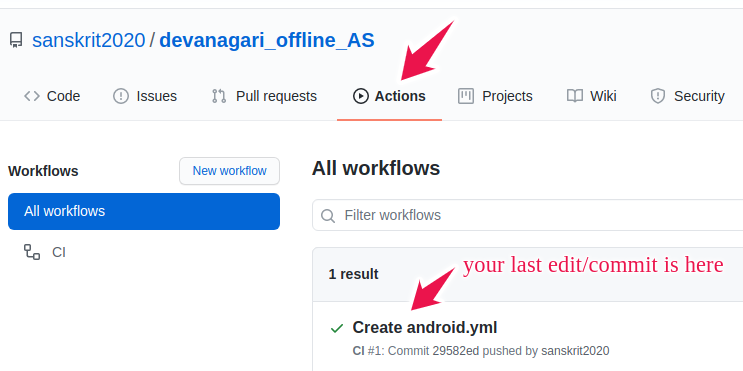 sanskrit2020 / devanagari_offline_AS
Code Issues Pull requests Actions Projects Wiki Security
Workflows
New workflow
All workflows
CI
All workflows
Filter workflows
1 result
your last edit/commit is here
Create android.yml
CI #1: Commit 29582ed pushed by sanskrit2020